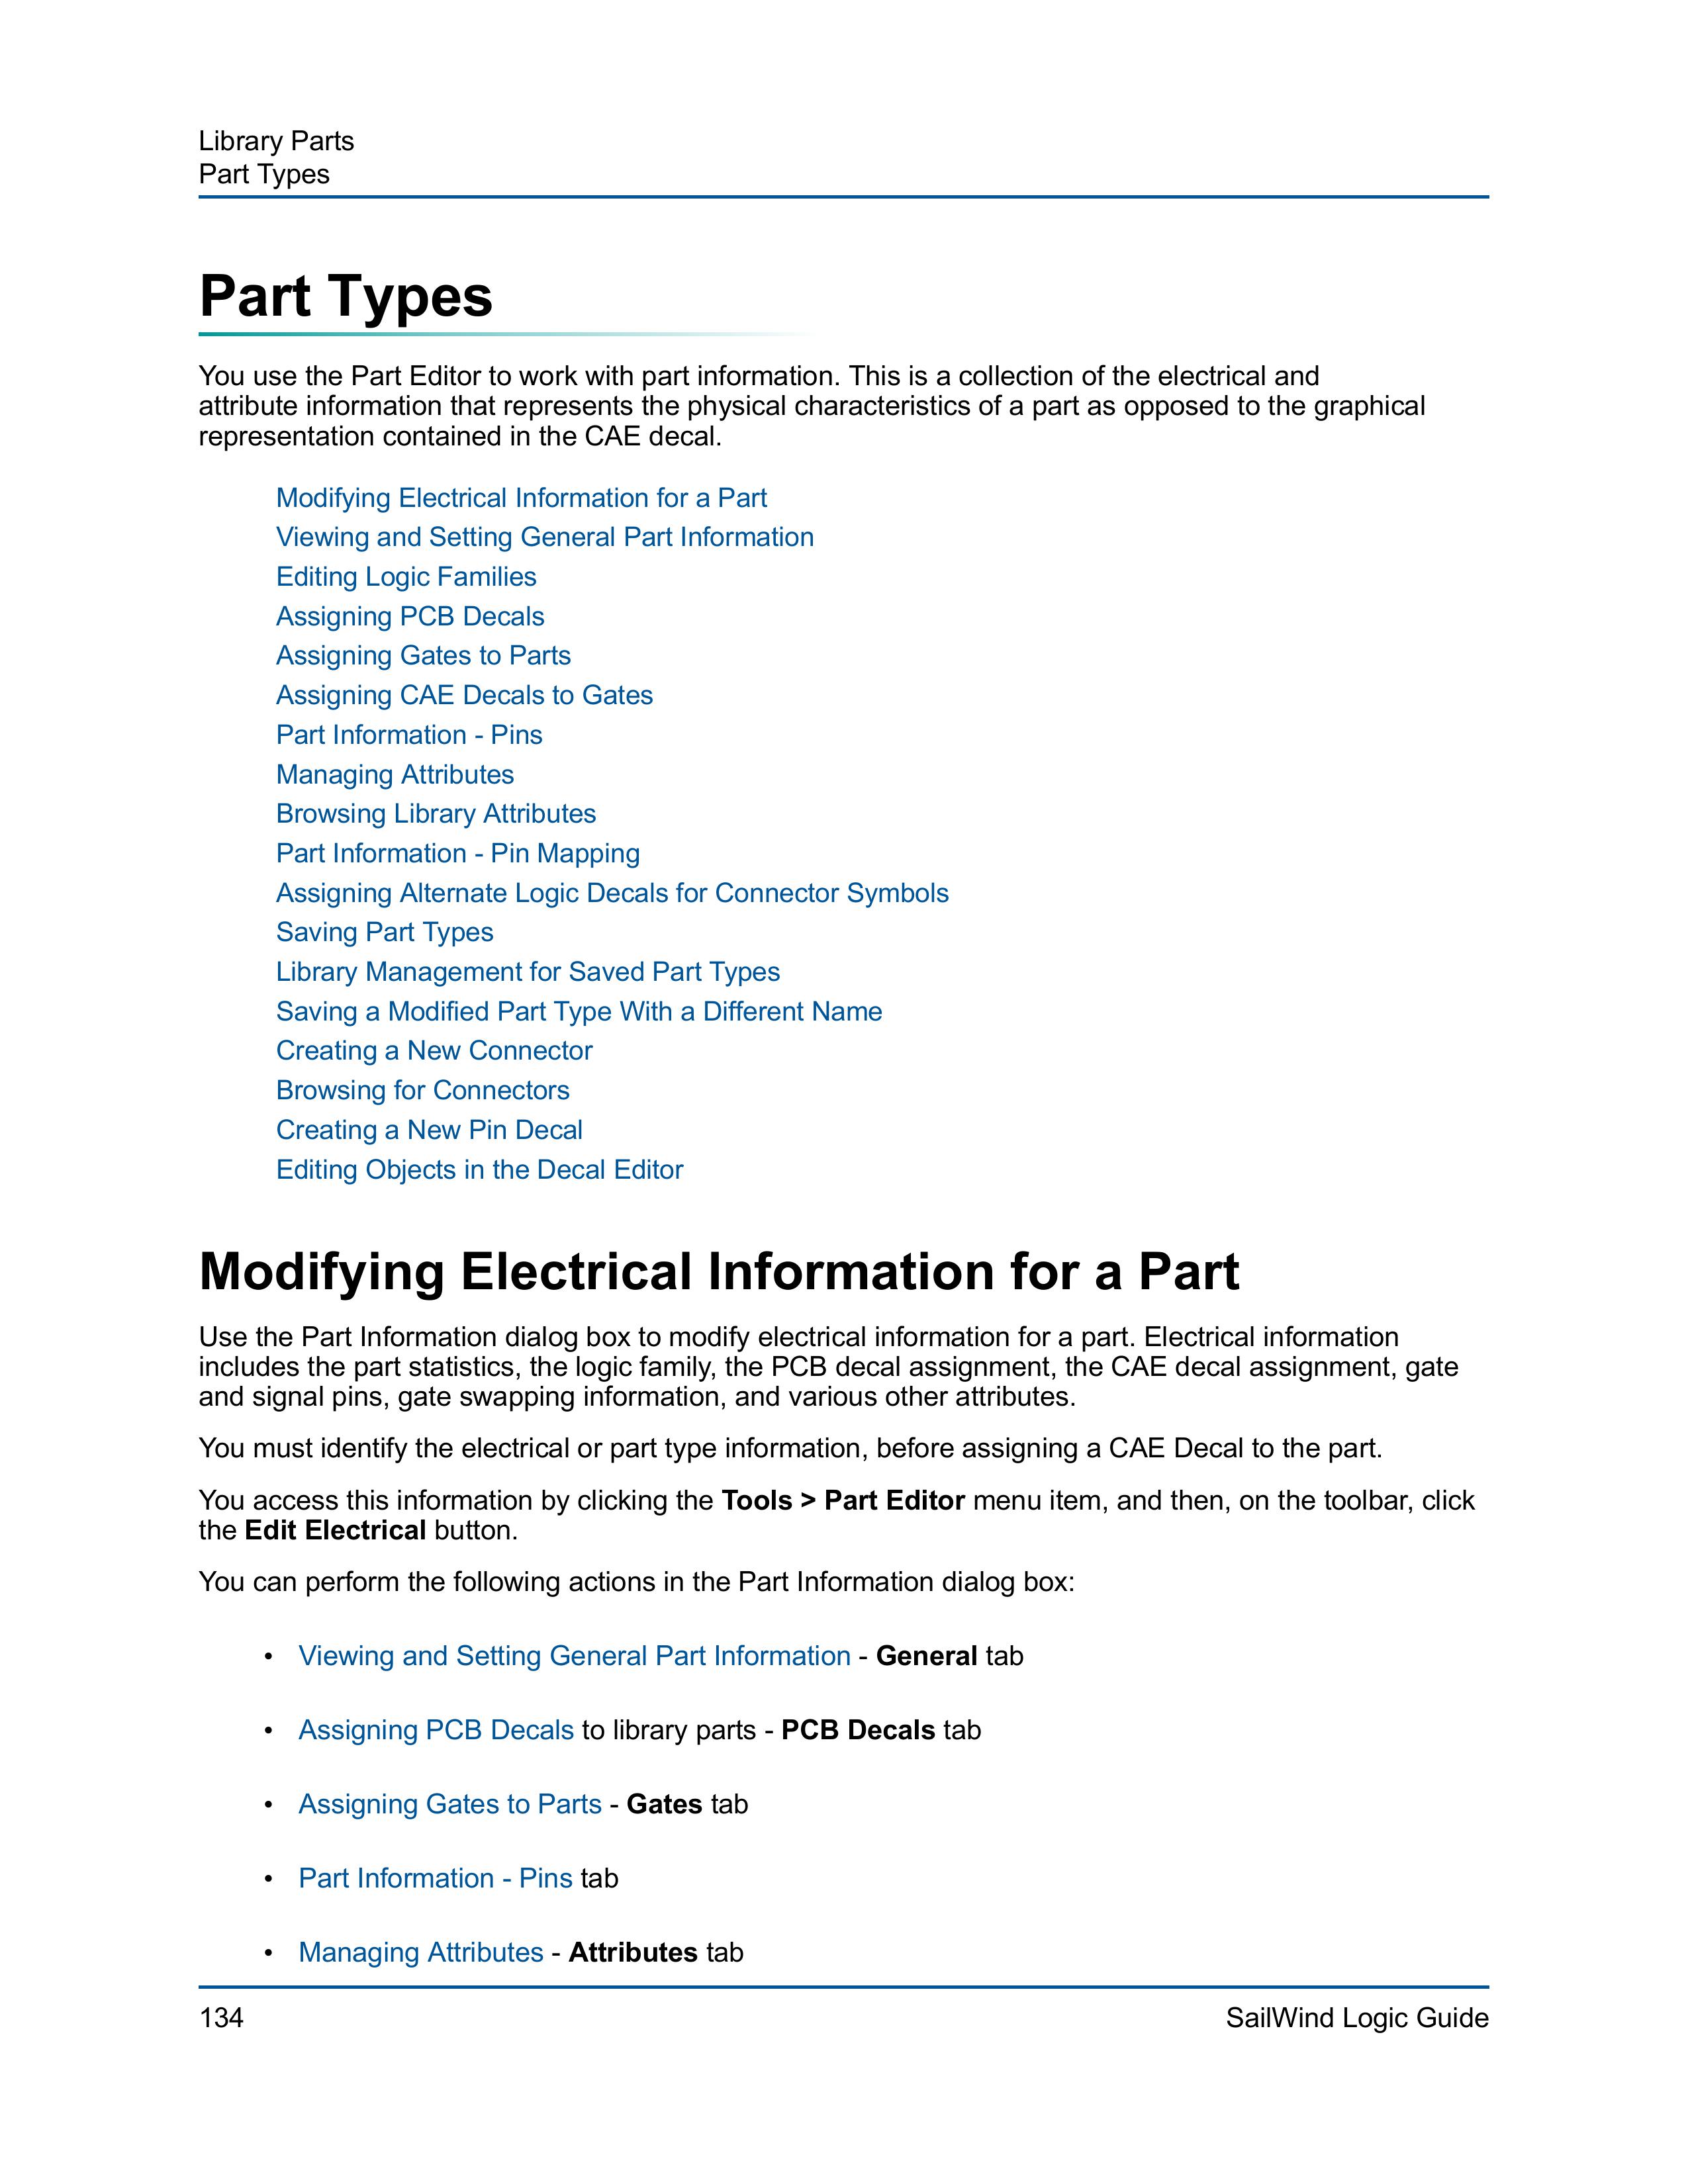 Library Parts
Part Types
Part Types
You use the Part Editor to work with part information. This is a collection of the electrical and
attribute information that represents the physical characteristics of a part as opposed to the graphical
representation contained in the CAE decal.
Modifying Electrical Information for a Part
Viewing and Setting General Part Information
Editing Logic Families
Assigning PCB Decals
Assigning Gates to Parts
Assigning CAE Decals to Gates
Part Information - Pins
Managing Attributes
Browsing Library Attributes
Part Information - Pin Mapping
Assigning Alternate Logic Decals for Connector Symbols
Saving Part Types
Library Management for Saved Part Types
Saving a Modified Part Type With a Different Name
Creating a New Connector
Browsing for Connectors
Creating a New Pin Decal
Editing Objects in the Decal Editor
Modifying Electrical Information for a Part
Use the Part Information dialog box to modify electrical information for a part. Electrical information
includes the part statistics, the logic family, the PCB decal assignment, the CAE decal assignment, gate
and signal pins, gate swapping information, and various other attributes.
You must identify the electrical or part type information, before assigning a CAE Decal to the part.
You access this information by clicking the Tools > Part Editor menu item, and then, on the toolbar, click
the Edit Electrical button.
You can perform the following actions in the Part Information dialog box:
• Viewing and Setting General Part Information - General tab
• Assigning PCB Decals to library parts - PCB Decals tab
• Assigning Gates to Parts - Gates tab
• Part Information - Pins tab
• Managing Attributes - Attributes tab
134 SailWind Logic Guide